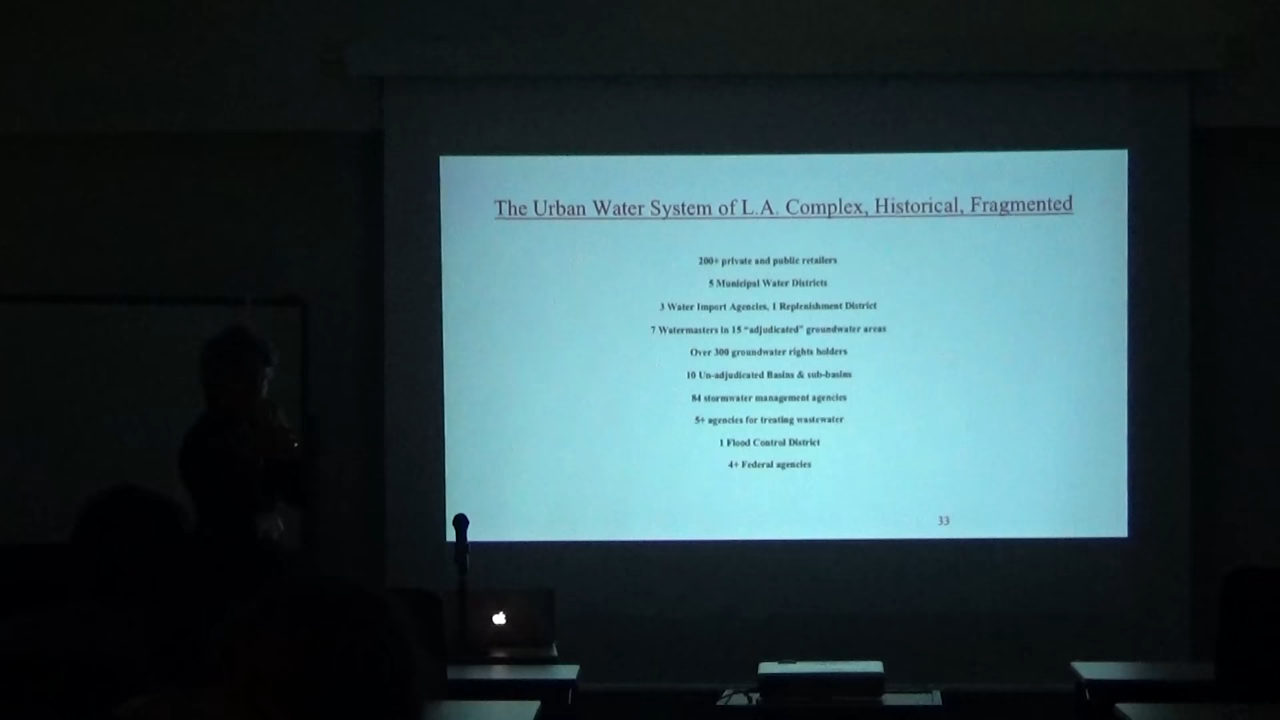 The Urban Water System of L.A. Complex, Historical, Fragmented
200+ private and public retailers
5 Municipal Water Districts
3 Water Import Agencies, 1 Replenishment District
7 Watermasters in 15 “adjudicated” groundwater areas
Over 300 groundwater rights holders
10 Un-adjudicated Basins & sub-basins
84 stormwater management agencies
5+ agencies for treating wastewater
1 Flood Control District
4+ Federal agencies
33